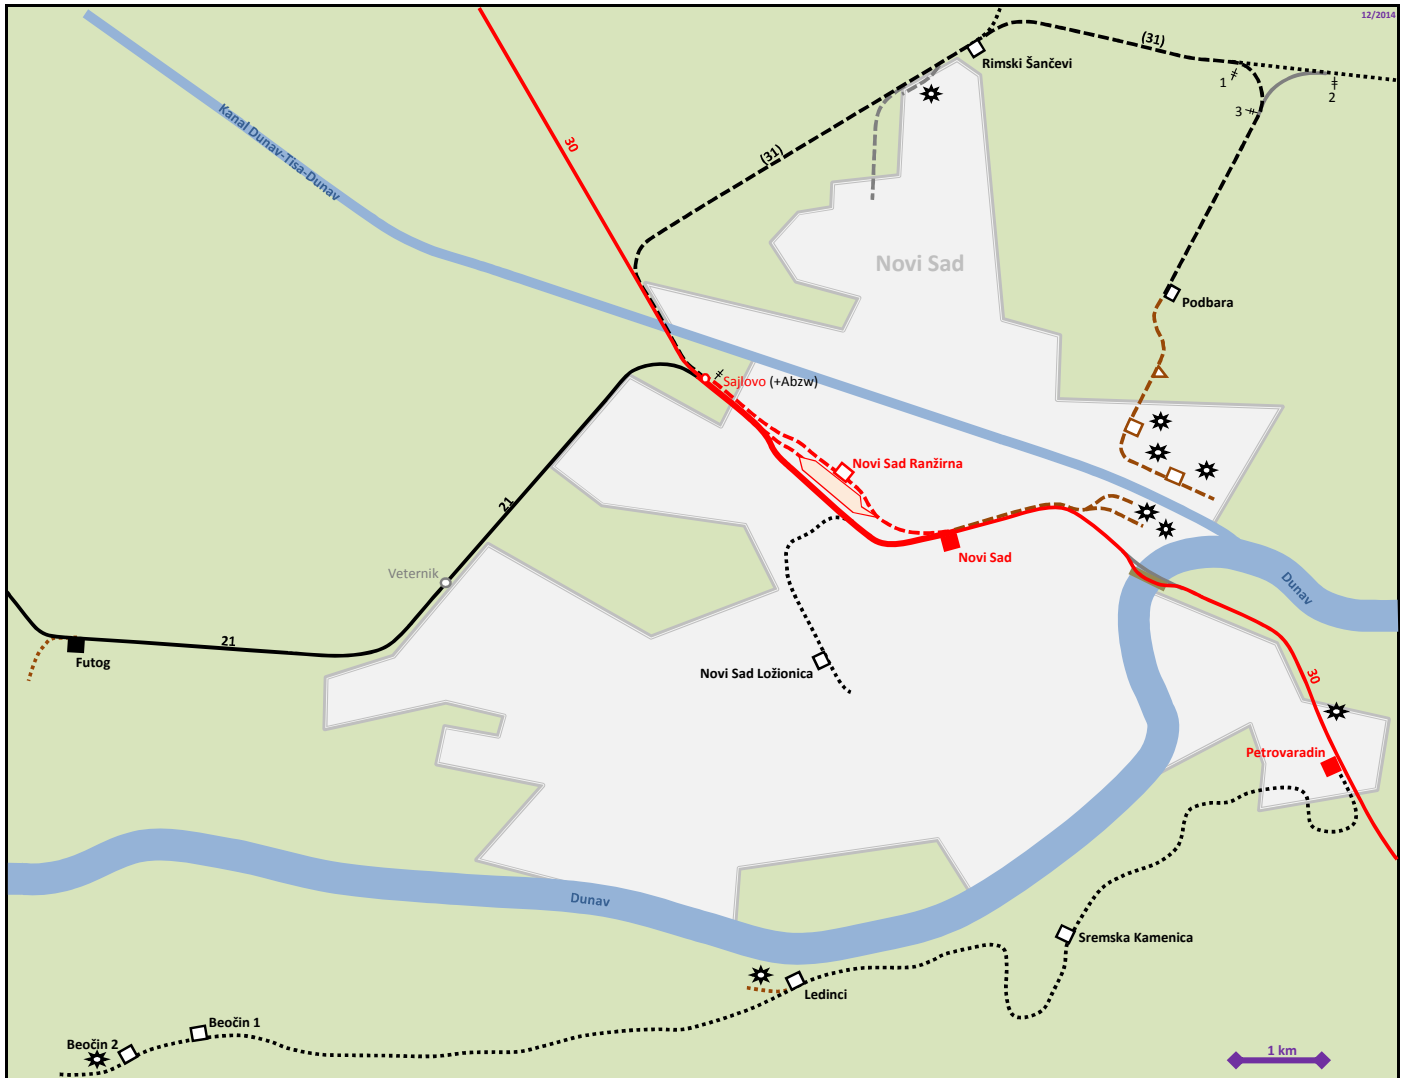 12/2014
(31)
Rimski Šančevi
1
2
3
Kanal Dunav-Tisa-Dunav
30
(31)
Novi Sad
Podbara
Sajlovo (+Abzw)
Novi Sad Ranžirna
21
Novi Sad
Veternik
Dunav
21
Futog
Novi Sad Ložionica
30
Petrovaradin
Dunav
Sremska Kamenica
Ledinci
Beočin 1
Beočin 2
1 km